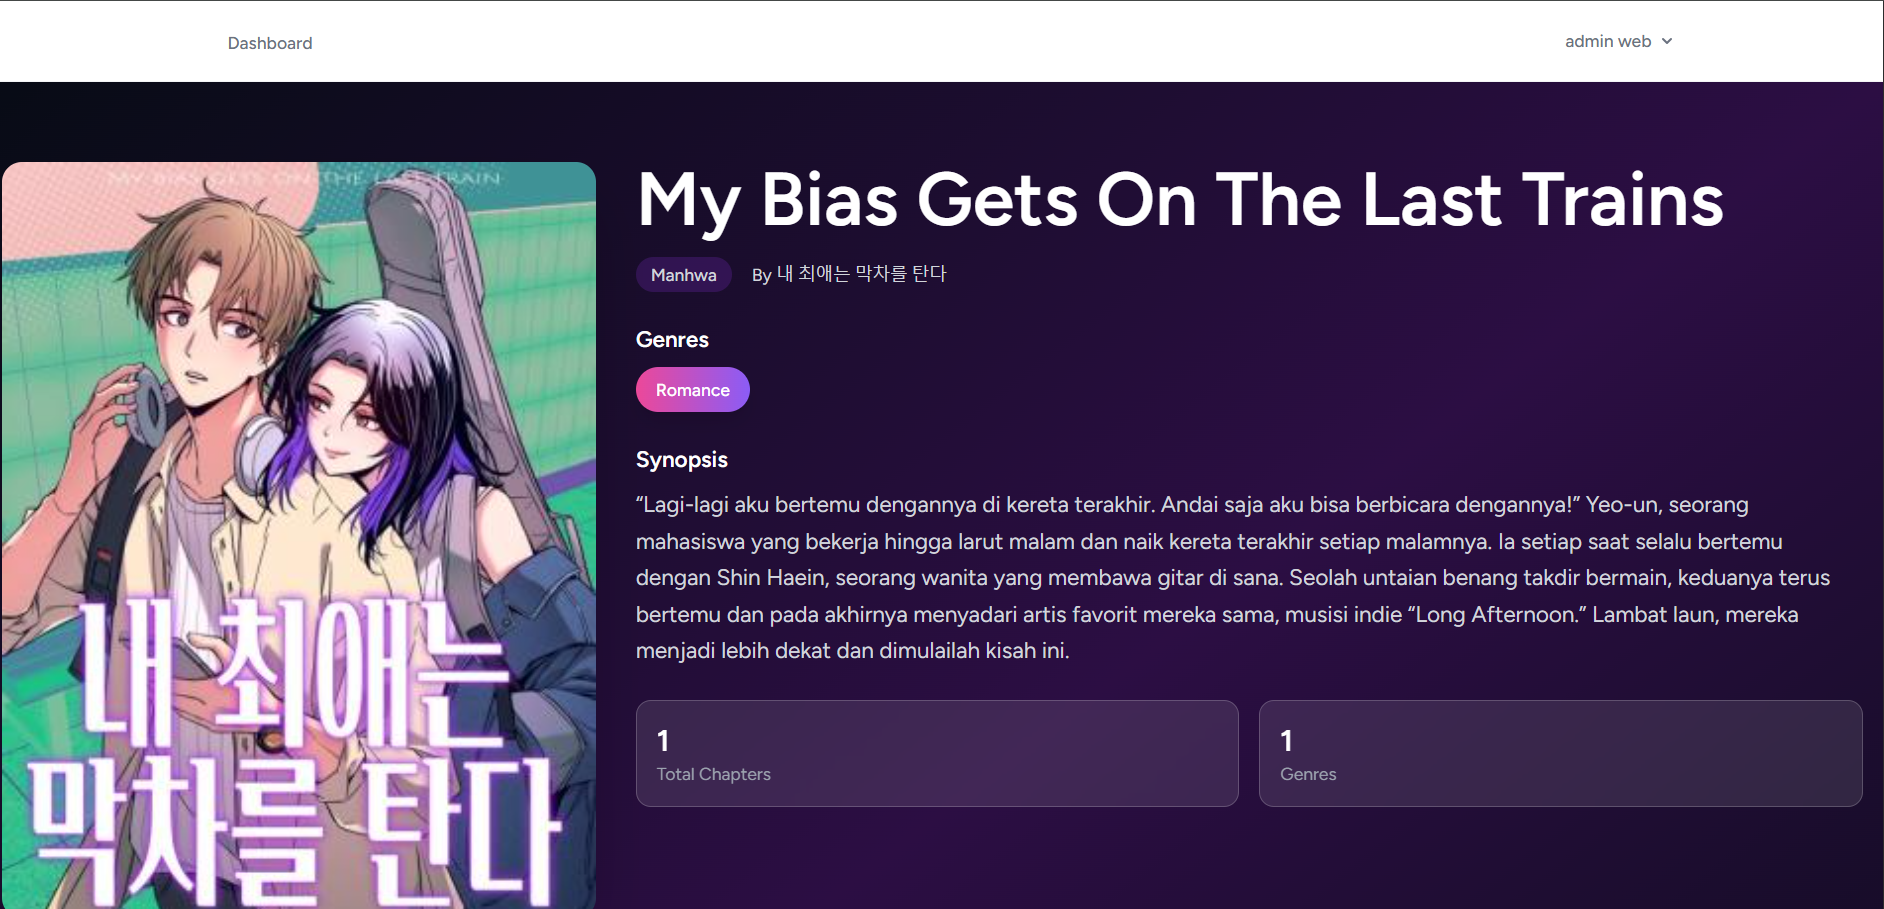 Dashboard
admin web
MY BIAS GETS ON THE LAST TRAIN
내 최애는
막차를 탄다
My Bias Gets On The Last Trains
Manhwa
By 내 최애는 막차를 탄다
Genres
Romance
Synopsis
“Lagi-lagi aku bertemu dengannya di kereta terakhir. Andai saja aku bisa berbicara dengannya!” Yeo-un, seorang
mahasiswa yang bekerja hingga larut malam dan naik kereta terakhir setiap malamnya. Ia setiap saat selalu bertemu
dengan Shin Haein, seorang wanita yang membawa gitar di sana. Seolah untaian benang takdir bermain, keduanya terus
bertemu dan pada akhirnya menyadari artis favorit mereka sama, musisi indie “Long Afternoon.” Lambat laun, mereka
menjadi lebih dekat dan dimulailah kisah ini.
1
Total Chapters
1
Genres